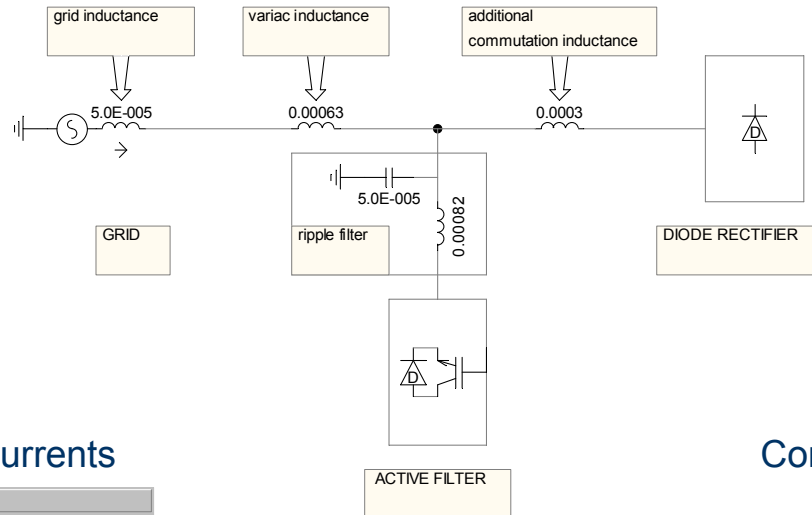 grid inductance
variac inductance
additional
commutation inductance
5.0E-005
0.00063
0.0003
S
D
5.0E-005
0.00082
GRID
ripple filter
DIODE RECTIFIER
D
urrents
Cor
ACTIVE FILTER